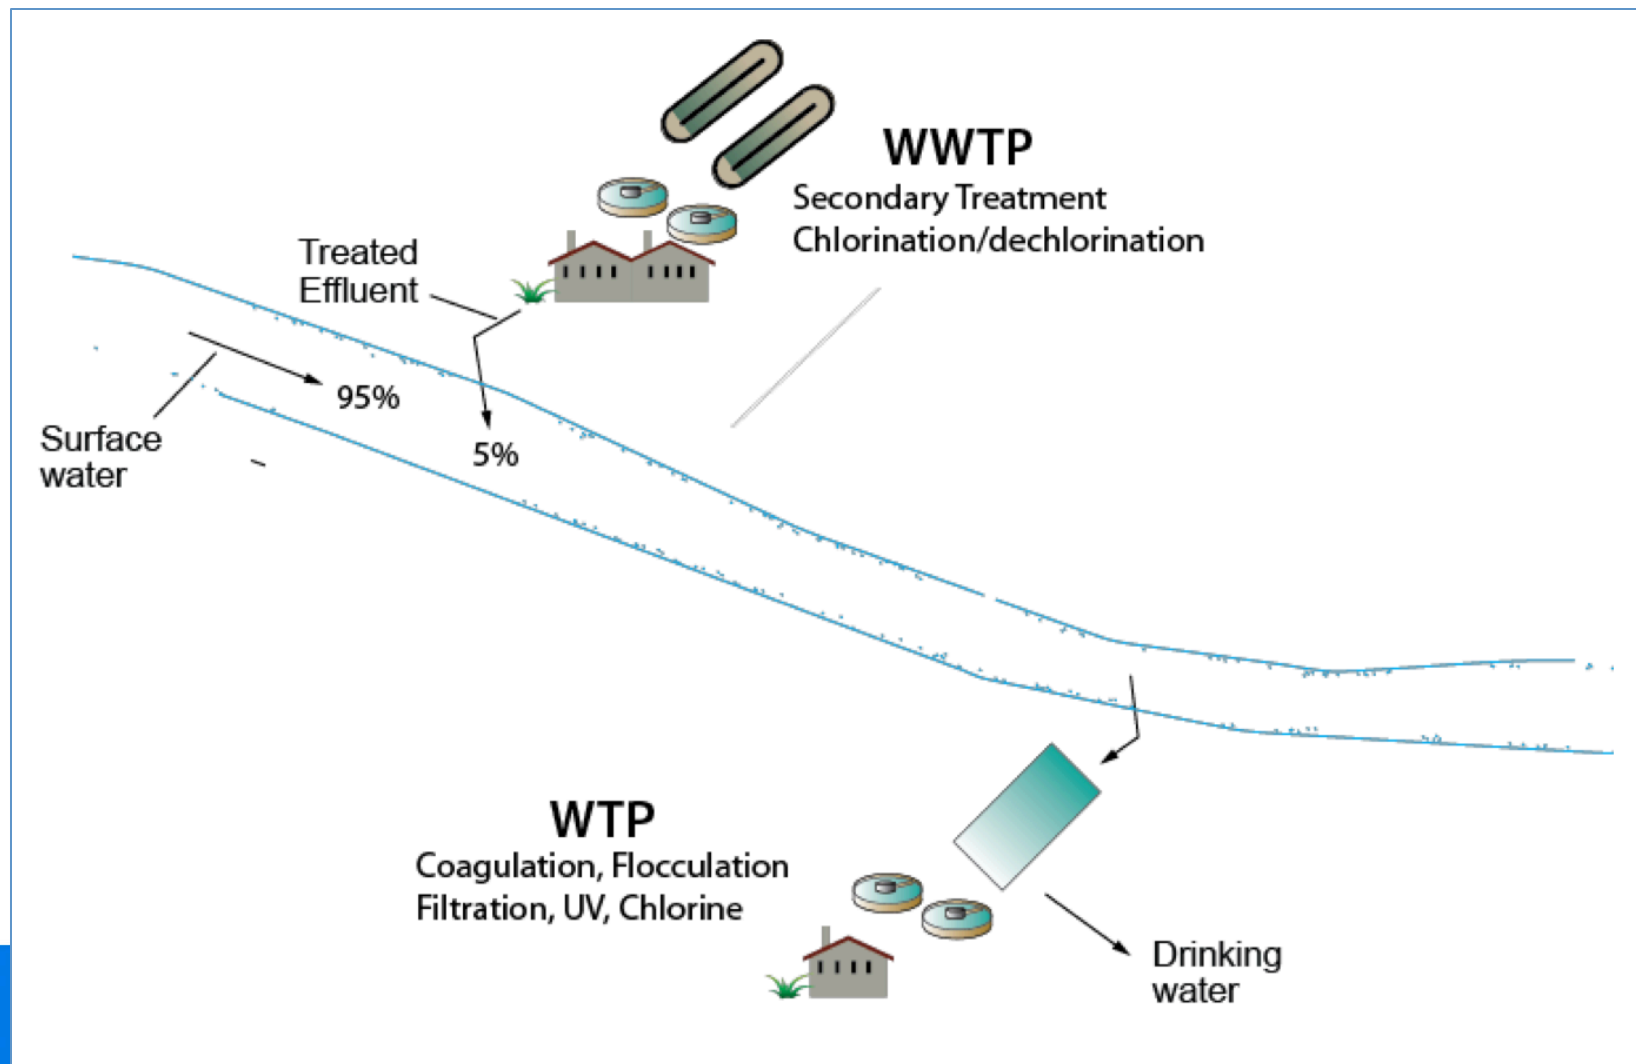 WWTP
Secondary Treatment
Chlorination/dechlorination
Treated
Effluent
95%
Surface
water
5%
WTP
Coagulation, Flocculation
Filtration, UV, Chlorine
Drinking
water